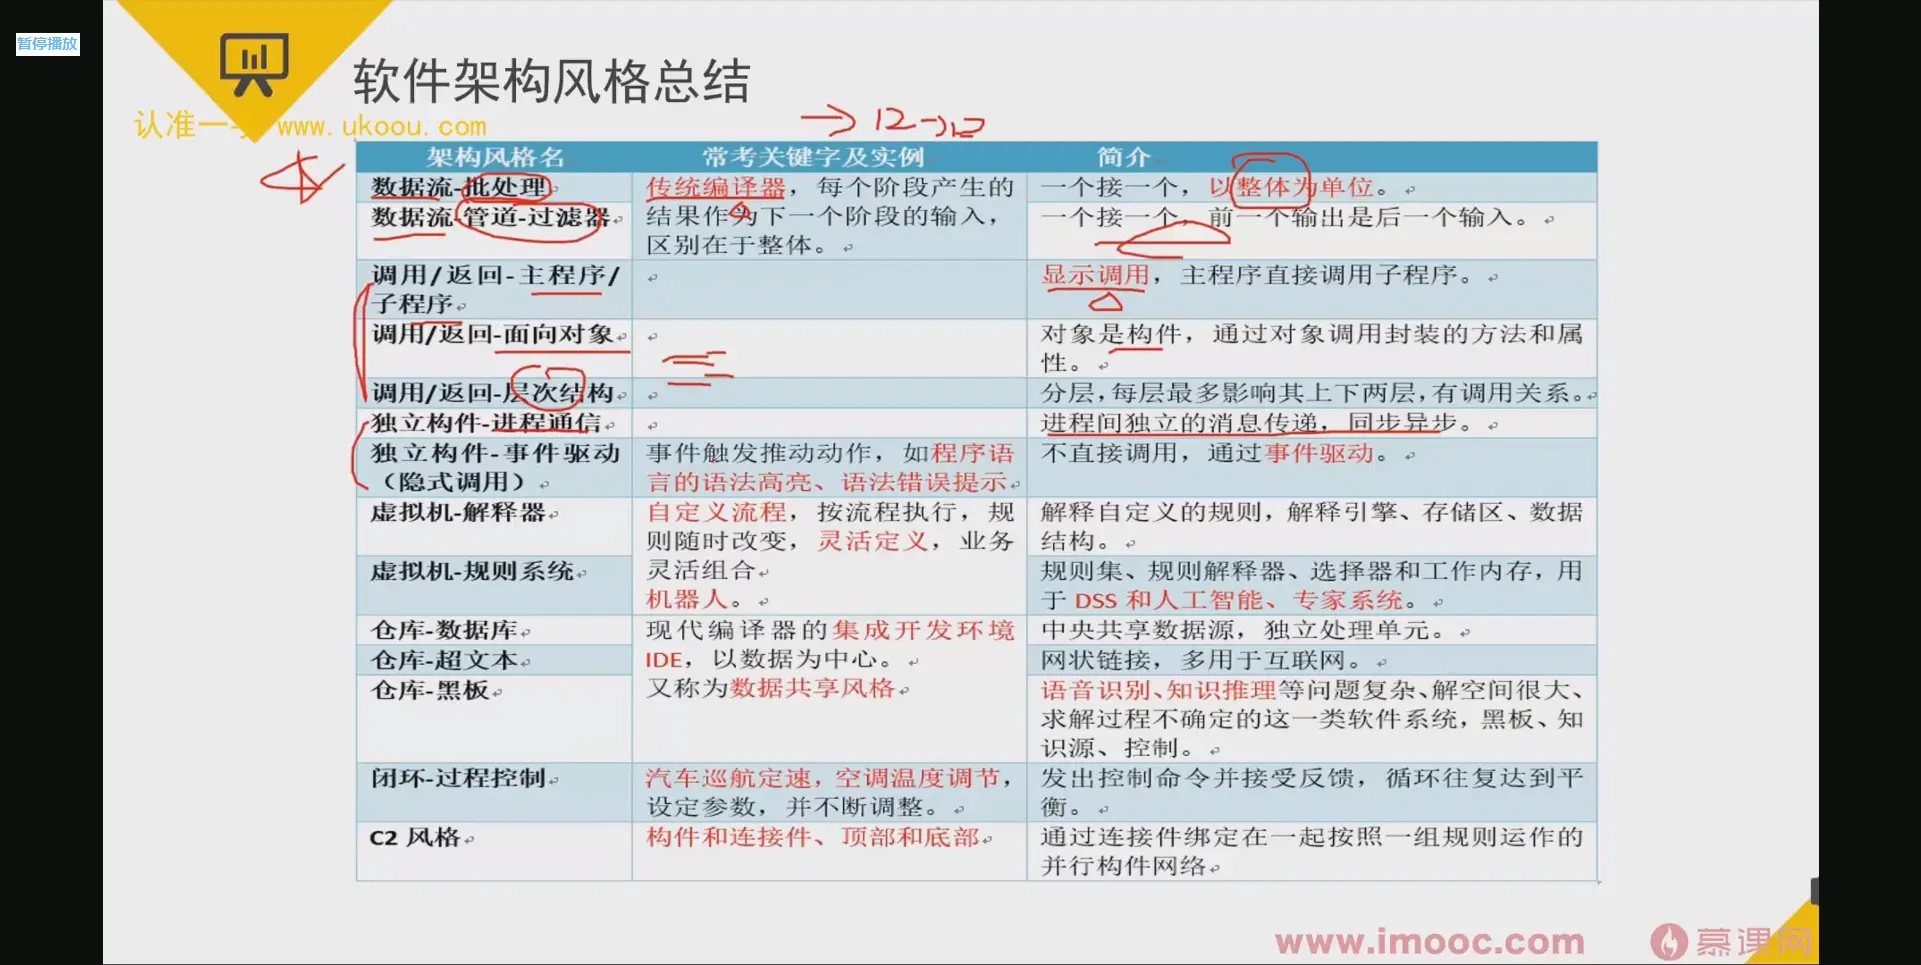 暂停播放
软件架构风格总结
认准一手 www.ukoou.com
→ 12 → 12
架构风格名 常考关键字及实例 简介
数据流-批处理
传统编译器，每个阶段产生的
结果作为下一个阶段的输入，
区别在于整体。
一个接一个，以整体为单位。
数据流-管道-过滤器
一个接一个，前一个输出是后一个输入。
调用/返回-主程序/
子程序
显示调用，主程序直接调用子程序。
调用/返回-面向对象
对象是构件，通过对象调用封装的方法和属
性。
调用/返回-层次结构
分层，每层最多影响其上下两层，有调用关系。
独立构件-进程通信
进程间独立的消息传递，同步异步。
独立构件-事件驱动
（隐式调用）
事件触发推动动作，如程序语
言的语法高亮、语法错误提示
不直接调用，通过事件驱动。
虚拟机-解释器
自定义流程，按流程执行，规
则随时改变，灵活定义，业务
灵活组合
机器人。
解释自定义的规则，解释引擎、存储区、数据
结构。
虚拟机-规则系统
规则集、规则解释器、选择器和工作内存，用
于 DSS 和人工智能、专家系统。
仓库-数据库
现代编译器的集成开发环境
IDE，以数据为中心。
又称为数据共享风格
中央共享数据源，独立处理单元。
仓库-超文本
网状链接，多用于互联网。
仓库-黑板
语音识别、知识推理等问题复杂、解空间很大、
求解过程不确定的这一类软件系统，黑板、知
识源、控制。
闭环-过程控制
汽车巡航定速，空调温度调节，
设定参数，并不断调整。
发出控制命令并接受反馈，循环往复达到平
衡。
C2 风格
构件和连接件、顶部和底部
通过连接件绑定在一起按照一组规则运作的
并行构件网络
www.imooc.com
慕课网